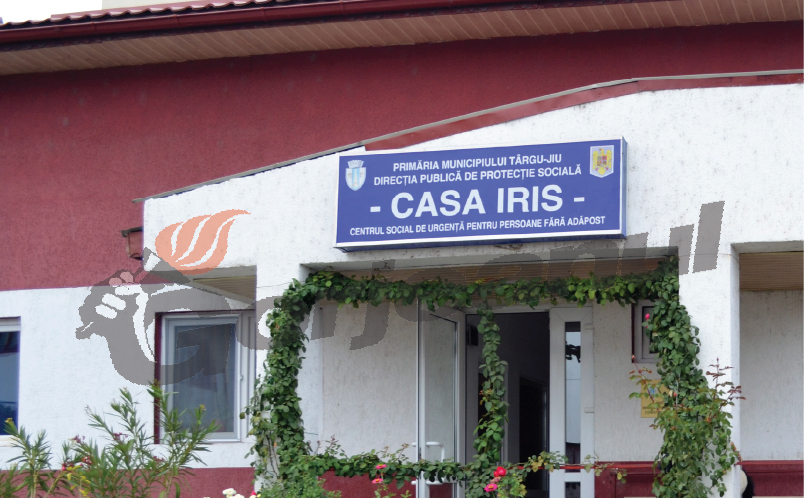 PRIMĂRIA MUNICIPIULUI TÂRGU-JIU
DIRECȚIA PUBLICĂ DE PROTECȚIE SOCIALĂ
- CASA IRIS -
CENTRUL SOCIAL DE URGENȚĂ PENTRU PERSOANE FĂRĂ ADĂPOST
Gorjeanul